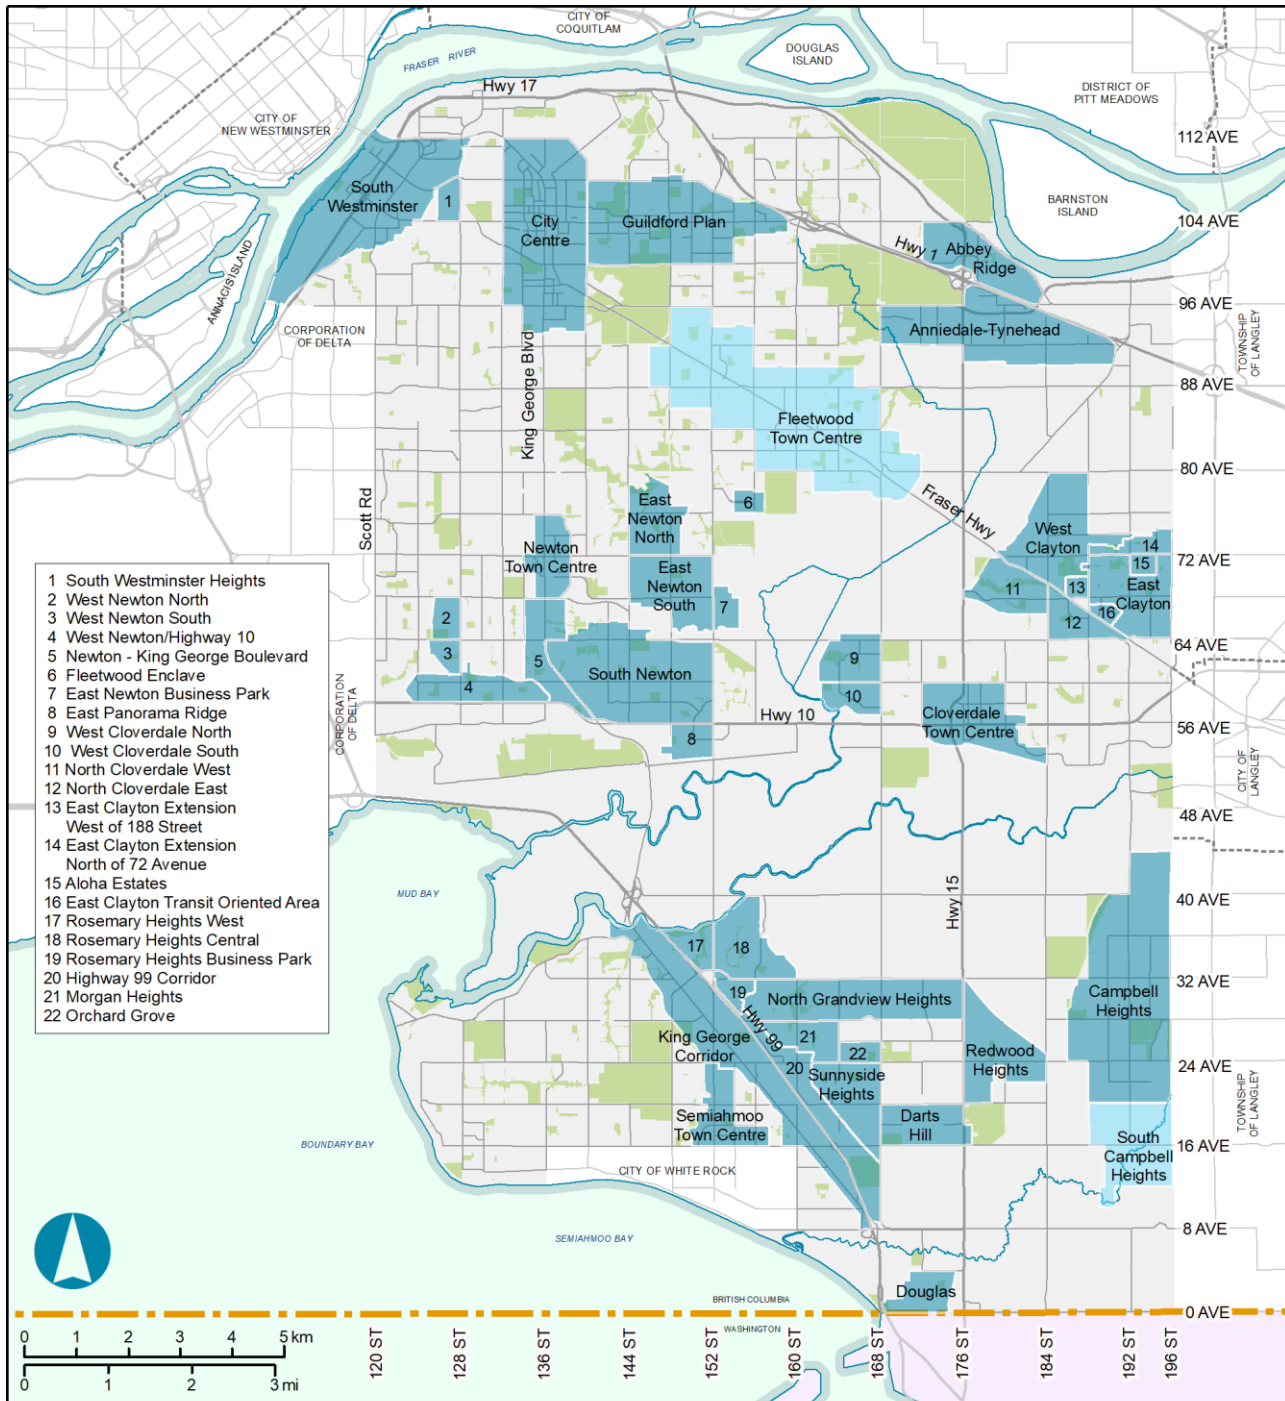 CITY OF
COQUITLAM
DOUGLAS
ISLAND
FRASER RIVER
Hwy 17
DISTRICT OF
PITT MEADOWS
CITY OF
NEW WESTMINSTER
112 AVE
South
Westminster
1
City
Centre
Guildford Plan
BARNSTON
ISLAND
104 AVE
Hwy 1
Abbey
Ridge
ANNACIS ISLAND
96 AVE
CORPORATION
OF DELTA
King George Blvd
Anniedale-Tynehead
TOWNSHIP
OF LANGLEY
88 AVE
Fleetwood
Town Centre
80 AVE
Scott Rd
East
Newton
North
6
Fraser Hwy
West
Clayton
14
Newton
Town Centre
72 AVE
15
East
Newton
South
7
11
13
East
Clayton
16
12
2
64 AVE
3
5
4
South Newton
9
10
Hwy 10
Cloverdale
Town Centre
56 AVE
8
CORPORATION
OF DELTA
CITY OF
LANGLEY
48 AVE
1 South Westminster Heights
2 West Newton North
3 West Newton South
4 West Newton/Highway 10
5 Newton - King George Boulevard
6 Fleetwood Enclave
7 East Newton Business Park
8 East Panorama Ridge
9 West Cloverdale North
10 West Cloverdale South
11 North Cloverdale West
12 North Cloverdale East
13 East Clayton Extension
West of 188 Street
14 East Clayton Extension
North of 72 Avenue
15 Aloha Estates
16 East Clayton Transit Oriented Area
17 Rosemary Heights West
18 Rosemary Heights Central
19 Rosemary Heights Business Park
20 Highway 99 Corridor
21 Morgan Heights
22 Orchard Grove
MUD BAY
Hwy 15
40 AVE
17
18
32 AVE
19
North Grandview Heights
Campbell
Heights
Hwy 99
King George
Corridor
21
22
Redwood
Heights
20
Sunnyside
Heights
24 AVE
Semiahmoo
Town Centre
Darts
Hill
TOWNSHIP
OF LANGLEY
BOUNDARY BAY
South
Campbell
Heights
16 AVE
CITY OF WHITE ROCK
8 AVE
SEMIAHMOO BAY
Douglas
BRITISH COLUMBIA
0 AVE
WASHINGTON
0 1 2 3 4 5 km
0 1 2 3 mi
120 ST
128 ST
136 ST
144 ST
152 ST
160 ST
168 ST
176 ST
184 ST
192 ST
196 ST